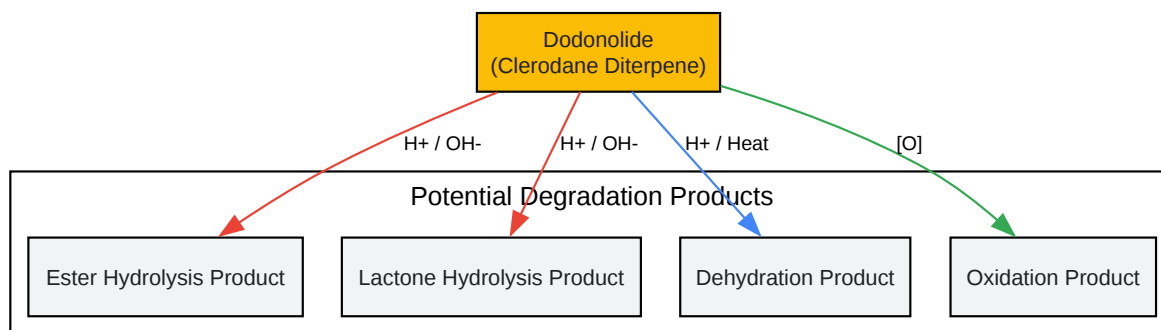 Dodonolide
(Clerodane Diterpene)
H+ / OH-
H+ / OH-
H+ / Heat
[O]
Potential Degradation Products
Ester Hydrolysis Product
Lactone Hydrolysis Product
Dehydration Product
Oxidation Product